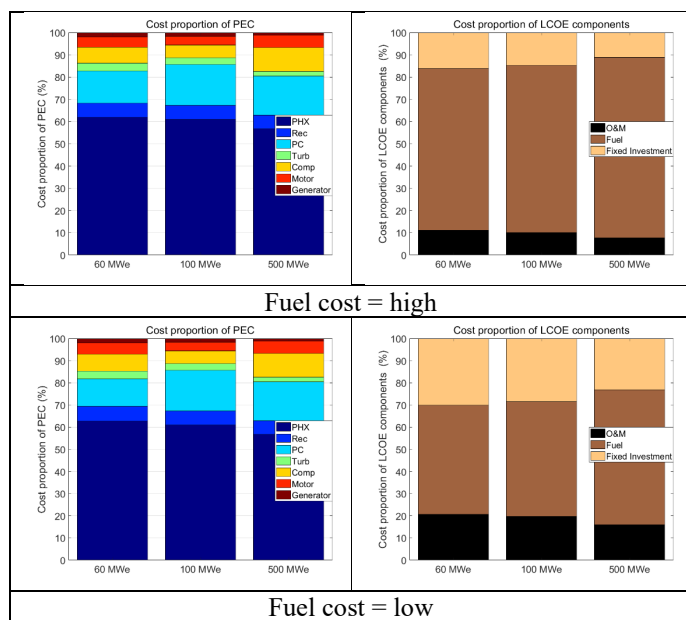 Cost proportion of PEC
Cost proportion of PEC (%)
100
90
80
70
60
50
40
30
20
10
0
PHX
Rec
PC
Turb
Comp
Motor
Generator
60 MWe 100 MWe 500 MWe
Cost proportion of LCOE components
Cost proportion of LCOE components (%)
100
90
80
70
60
50
40
30
20
10
0
O&M
Fuel
Fixed Investment
60 MWe 100 MWe 500 MWe
Fuel cost = high
Cost proportion of PEC
Cost proportion of PEC (%)
100
90
80
70
60
50
40
30
20
10
0
PHX
Rec
PC
Turb
Comp
Motor
Generator
60 MWe 100 MWe 500 MWe
Cost proportion of LCOE components
Cost proportion of LCOE components (%)
100
90
80
70
60
50
40
30
20
10
0
O&M
Fuel
Fixed Investment
60 MWe 100 MWe 500 MWe
Fuel cost = low